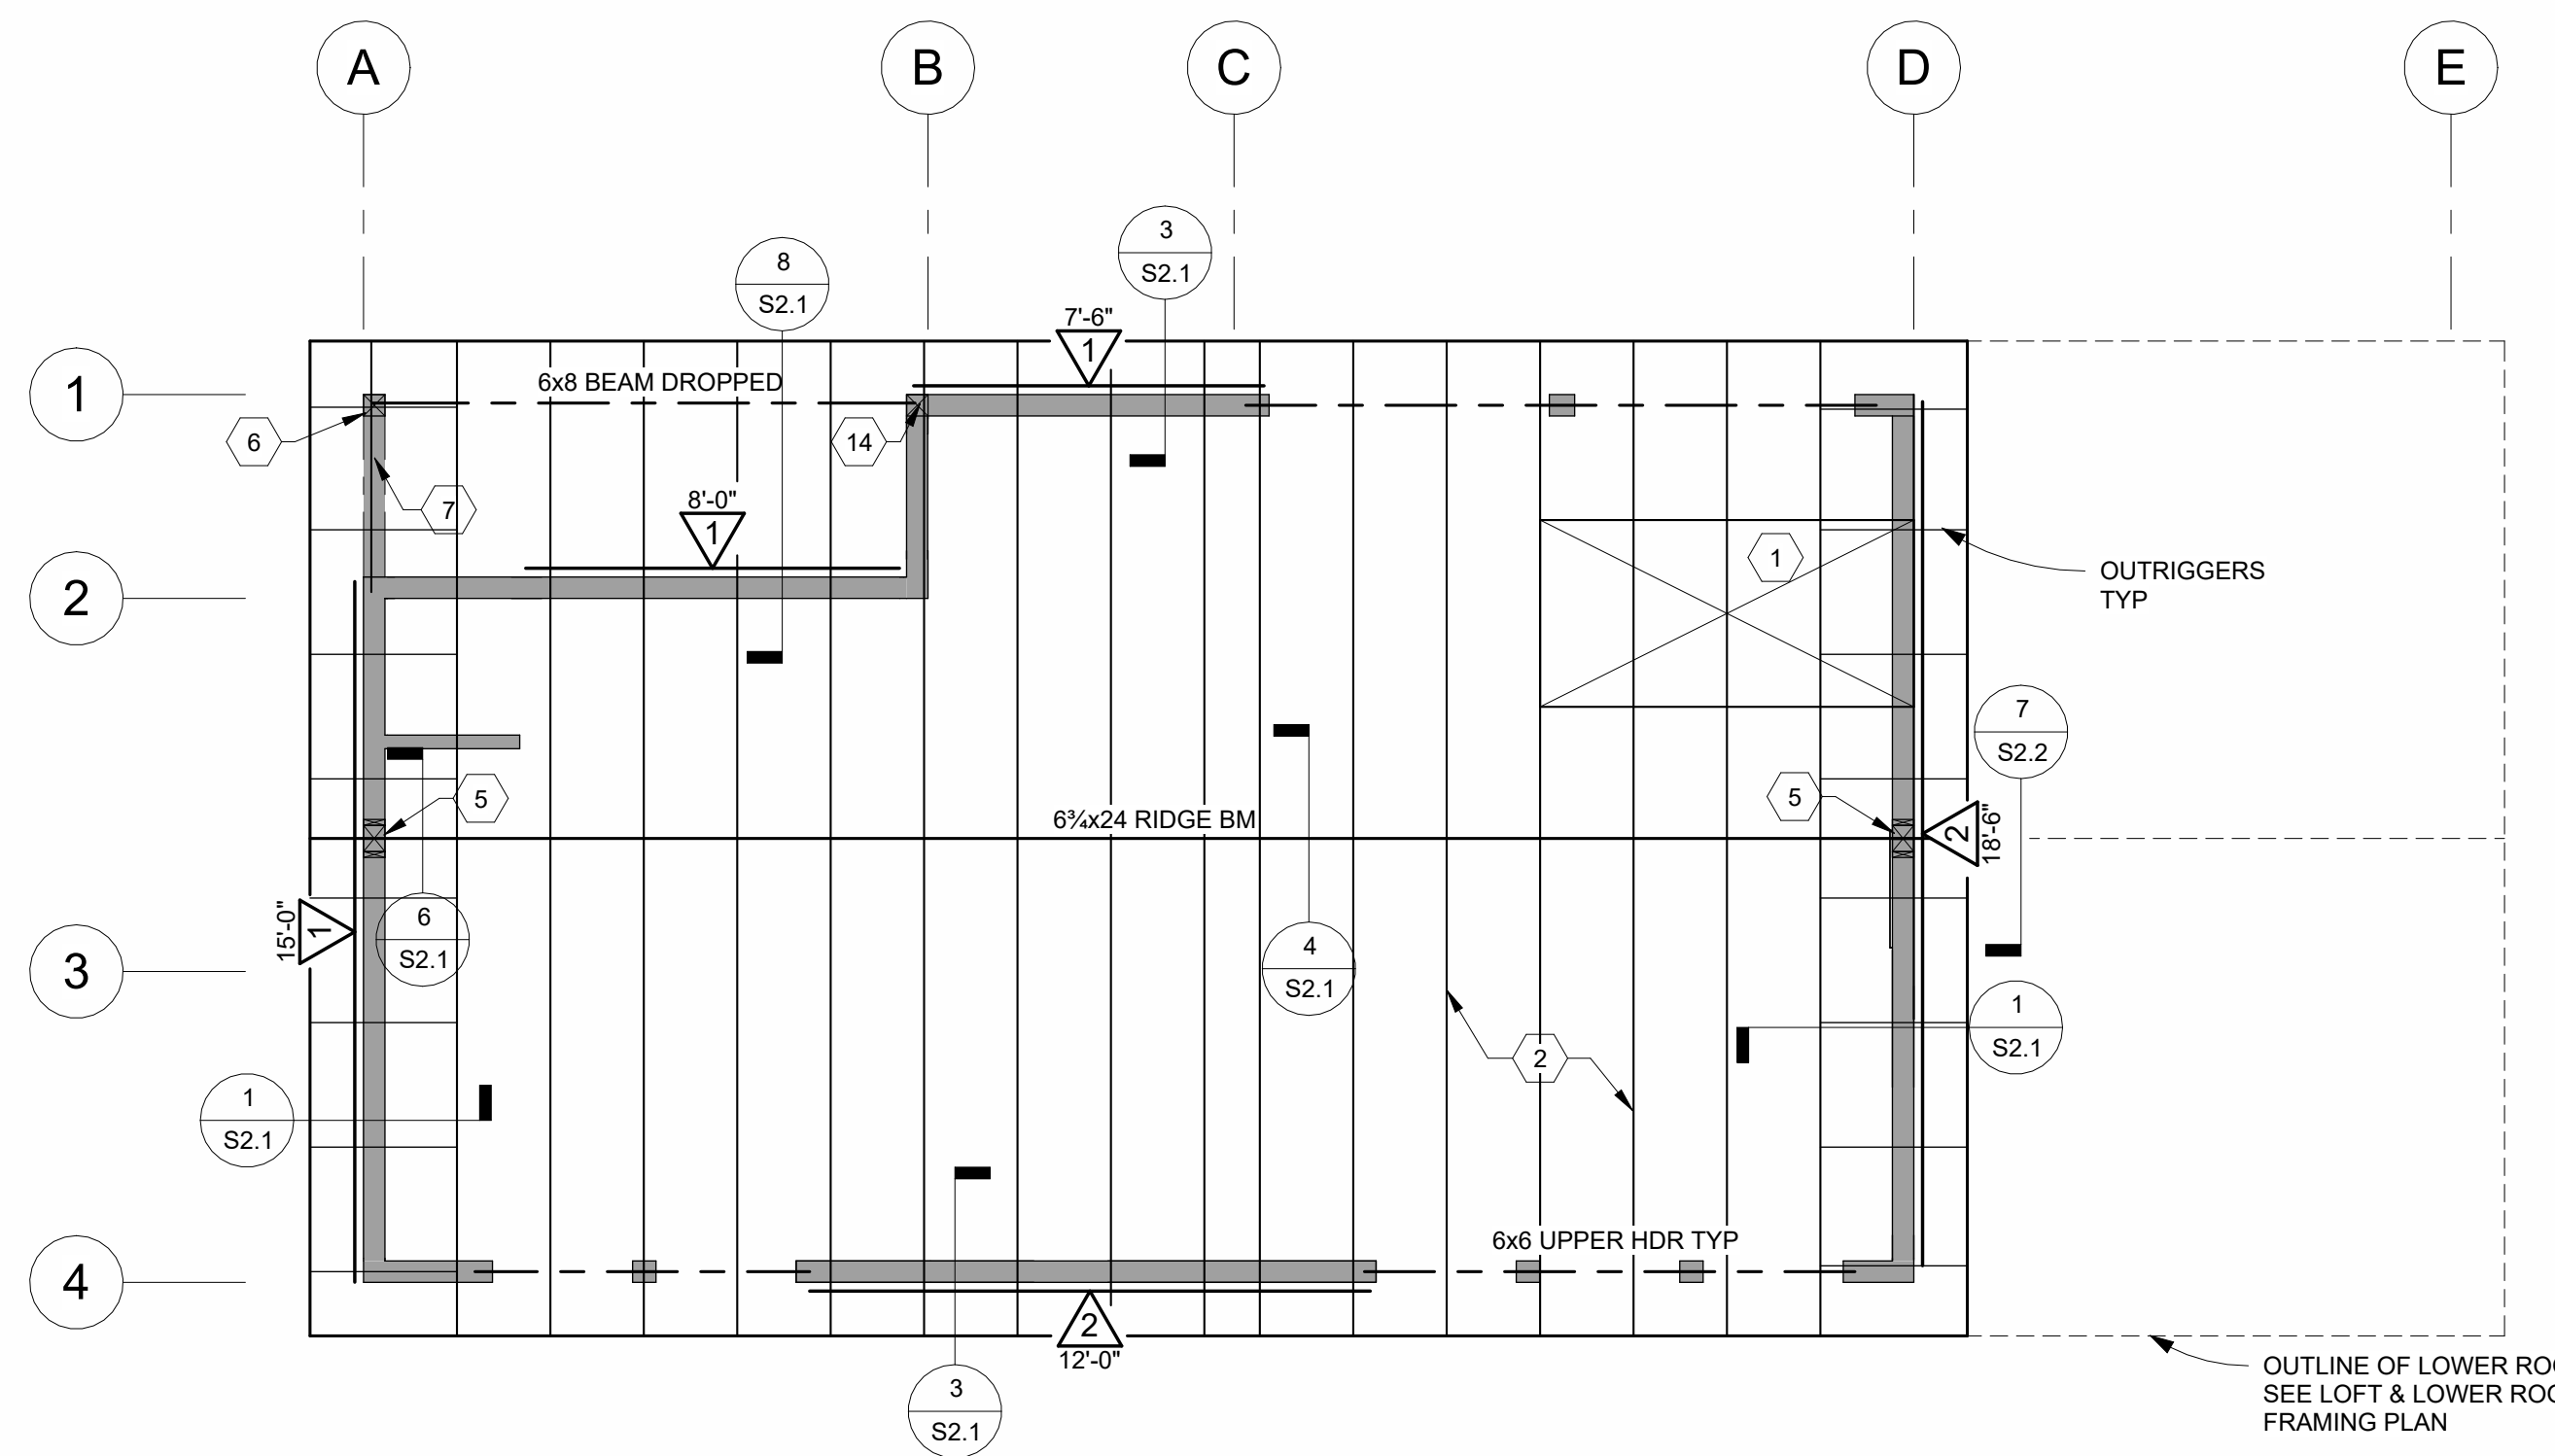 A
B
C
D
E
3
S2.1
8
S2.1
7'-6"
1
1
6x8 BEAM DROPPED
6
14
7
8'-0"
1
1
OUTRIGGERS
TYP
2
7
S2.2
5
5
6¾x24 RIDGE BM
2
18'-6"
15'-0"
1
6
S2.1
4
S2.1
3
1
S2.1
2
1
S2.1
6x6 UPPER HDR TYP
4
2
12'-0"
3
S2.1
OUTLINE OF LOWER
SEE LOFT & LOWER
FRAMING PLAN